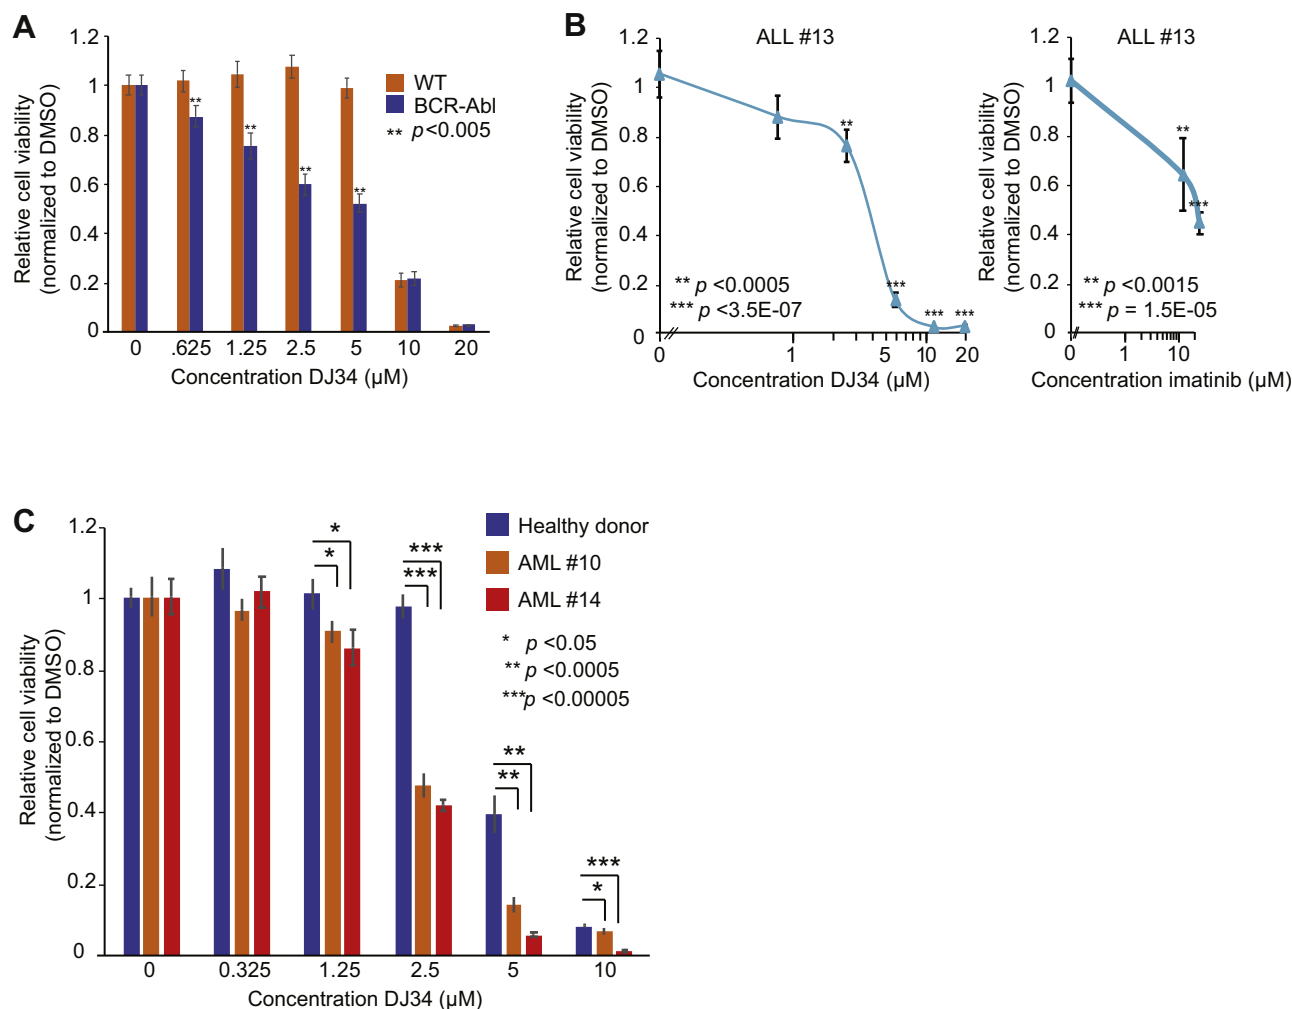 A
1.2
1
0.8
0.6
0.4
0.2
0
Relative cell viability
(normalized to DMSO)
WT
BCR-Abl
** p<0.005
**
**
**
**
0 .625 1.25 2.5 5 10 20
Concentration DJ34 (µM)
B
ALL #13
1.2
1
0.8
0.6
0.4
0.2
0
Relative cell viability
(normalized to DMSO)
**
***
***
***
** p <0.0005
*** p <3.5E-07
0 1 5 10 20
Concentration DJ34 (µM)
ALL #13
1.2
1
0.8
0.6
0.4
0.2
0
Relative cell viability
(normalized to DMSO)
**
***
** p <0.0015
*** p = 1.5E-05
0 1 10
Concentration imatinib (µM)
C
1.2
1
0.8
0.6
0.4
0.2
0
Relative cell viability
(normalized to DMSO)
Healthy donor
AML #10
AML #14
* p <0.05
** p <0.0005
***p <0.00005
*
*
***
***
**
**
***
*
0 0.325 1.25 2.5 5 10
Concentration DJ34 (µM)